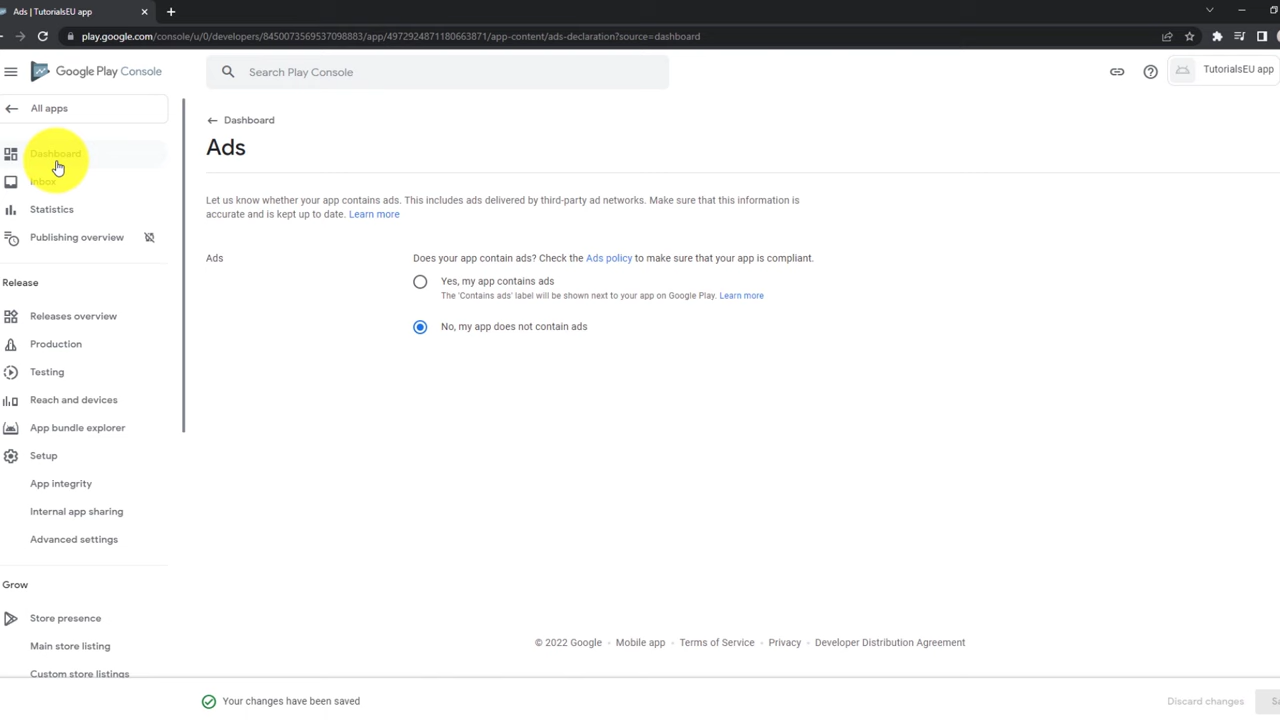 Ads | TutorialsEU app
play.google.com/console/u/0/developers/8450073569537098883/app/4972924871180663871/app-content/ads-declaration?source=dashboard
Google Play Console
Search Play Console
TutorialsEU app
All apps
Dashboard
Inbox
Statistics
Publishing overview
Release
Releases overview
Production
Testing
Reach and devices
App bundle explorer
Setup
App integrity
Internal app sharing
Advanced settings
Grow
Store presence
Main store listing
Custom store listings
Dashboard
Ads
Let us know whether your app contains ads. This includes ads delivered by third-party ad networks. Make sure that this information is
accurate and is kept up to date. Learn more
Ads
Does your app contain ads? Check the Ads policy to make sure that your app is compliant.
Yes, my app contains ads
The 'Contains ads' label will be shown next to your app on Google Play. Learn more
No, my app does not contain ads
© 2022 Google · Mobile app · Terms of Service · Privacy · Developer Distribution Agreement
Your changes have been saved
Discard changes